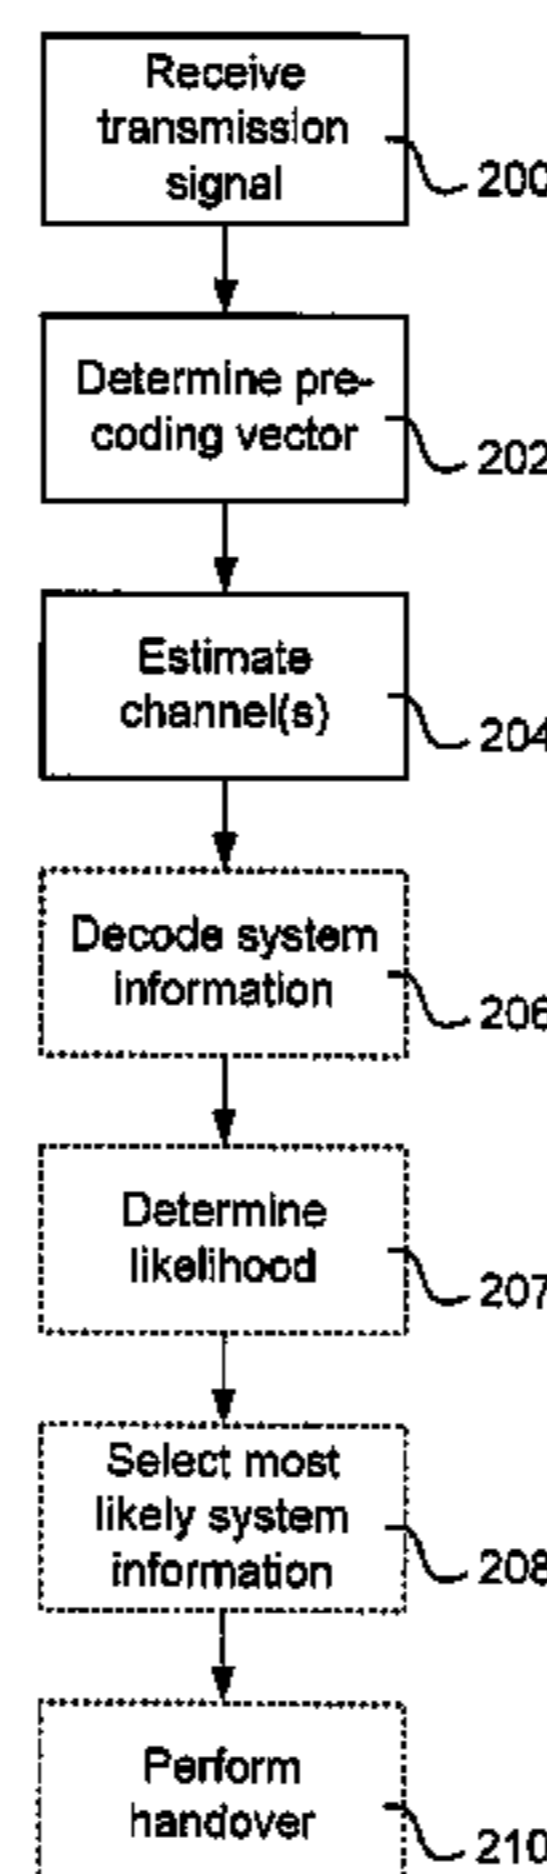 Receive
transmission
signal
200
Determine pre-
coding vector
202
Estimate
channel(s)
204
Decode system
information
206
Determine
likelihood
207
Select most
likely system
information
208
Perform
handover
210